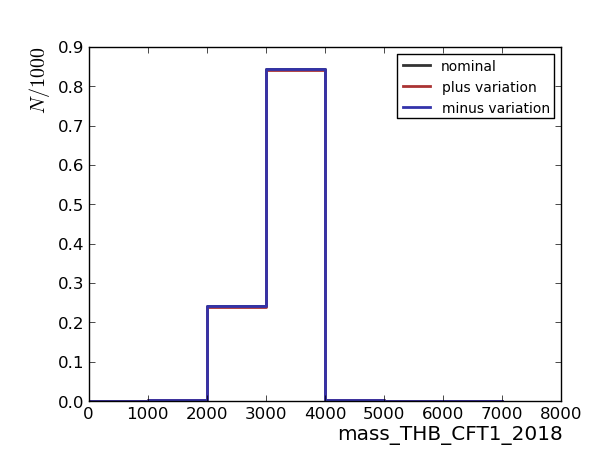 N/1000
0.9
0.8
0.7
0.6
0.5
0.4
0.3
0.2
0.1
0.0
nominal
plus variation
minus variation
0 1000 2000 3000 4000 5000 6000 7000 8000
mass_THB_CFT1_2018